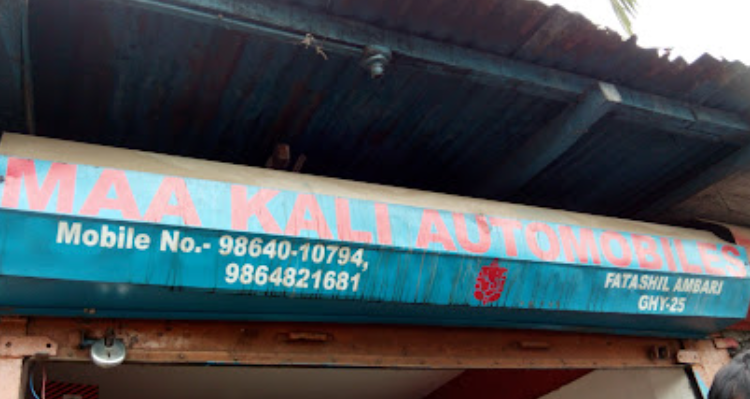 MAA KALI AUTOMOBILES
Mobile No.- 98640-10794,
9864821681
FATASHIL AMBARI
GHY-25